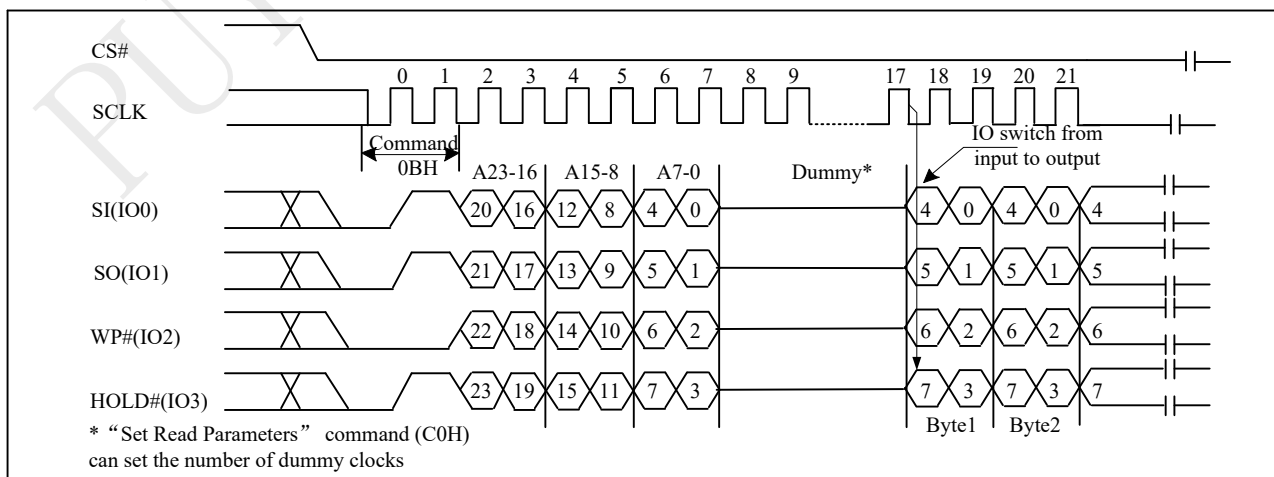 PUY
CS#
0 1 2 3 4 5 6 7 8 9 17 18 19 20 21
SCLK
Command
0BH
IO switch from
input to output
A23-16 A15-8 A7-0 Dummy*
SI(IO0) 20 16 12 8 4 0 4 0 4 0 4
SO(IO1) 21 17 13 9 5 1 5 1 5 1 5
WP#(IO2) 22 18 14 10 6 2 6 2 6 2 6
HOLD#(IO3) 23 19 15 11 7 3 7 3 7 3 7
Byte1 Byte2
* “Set Read Parameters” command (C0H)
can set the number of dummy clocks